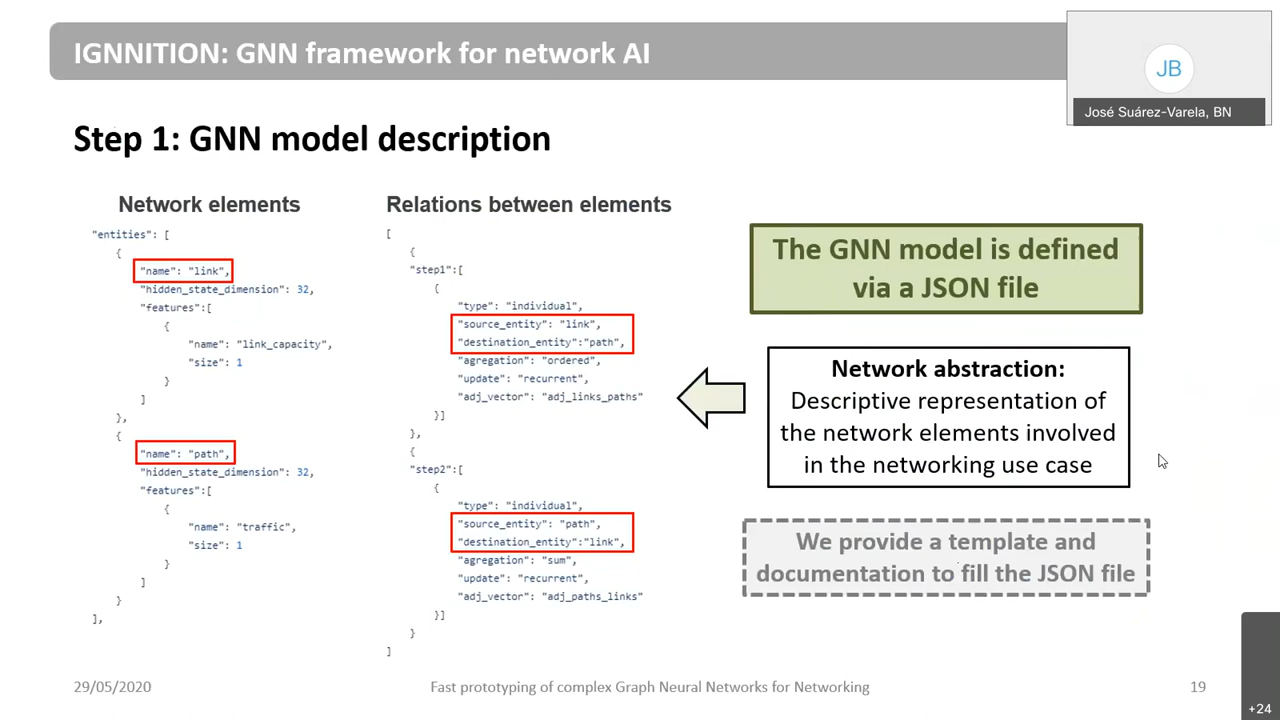 IGNNITION: GNN framework for network AI
JB
José Suárez-Varela, BN
Step 1: GNN model description
Network elements
"entities": [
{
"name": "link",
"hidden_state_dimension": 32,
"features":[
{
"name": "link_capacity",
"size": 1
}
]
},
{
"name": "path",
"hidden_state_dimension": 32,
"features":[
{
"name": "traffic",
"size": 1
}
]
}
],
Relations between elements
[
{
"step1":[
{
"type": "individual",
"source_entity": "link",
"destination_entity":"path",
"agregation": "ordered",
"update": "recurrent",
"adj_vector": "adj_links_paths"
}]
},
{
"step2":[
{
"type": "individual",
"source_entity": "path",
"destination_entity":"link",
"agregation": "sum",
"update": "recurrent",
"adj_vector": "adj_paths_links"
}]
}
]
The GNN model is defined
via a JSON file
Network abstraction:
Descriptive representation of
the network elements involved
in the networking use case
We provide a template and
documentation to fill the JSON file
29/05/2020
Fast prototyping of complex Graph Neural Networks for Networking
19
+24